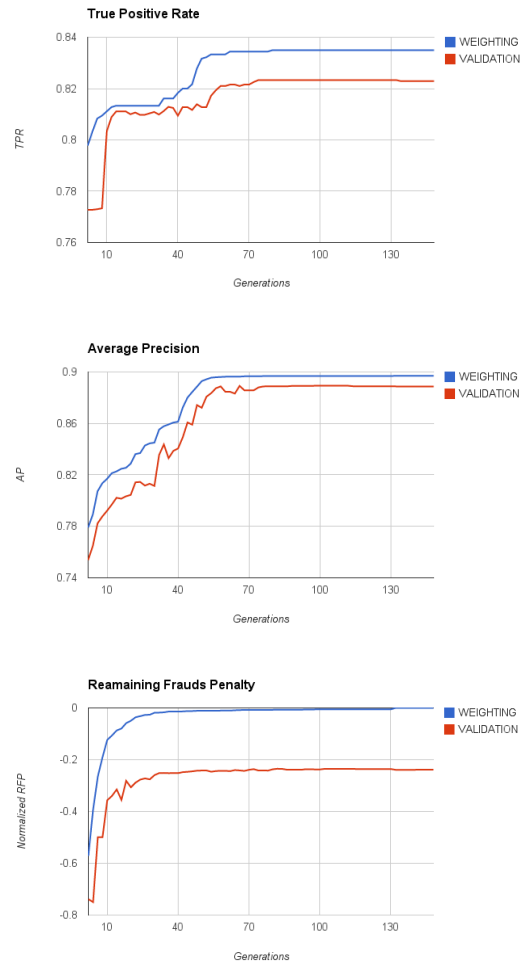 True Positive Rate
0.84
0.82
0.8
0.78
0.76
TPR
10
40
70
100
130
Generations
WEIGHTING
VALIDATION
Average Precision
0.9
0.86
0.82
0.78
0.74
AP
10
40
70
100
130
Generations
WEIGHTING
VALIDATION
Reamaining Frauds Penalty
0
-0.2
-0.4
-0.6
-0.8
Normalized RFP
10
40
70
100
130
Generations
WEIGHTING
VALIDATION